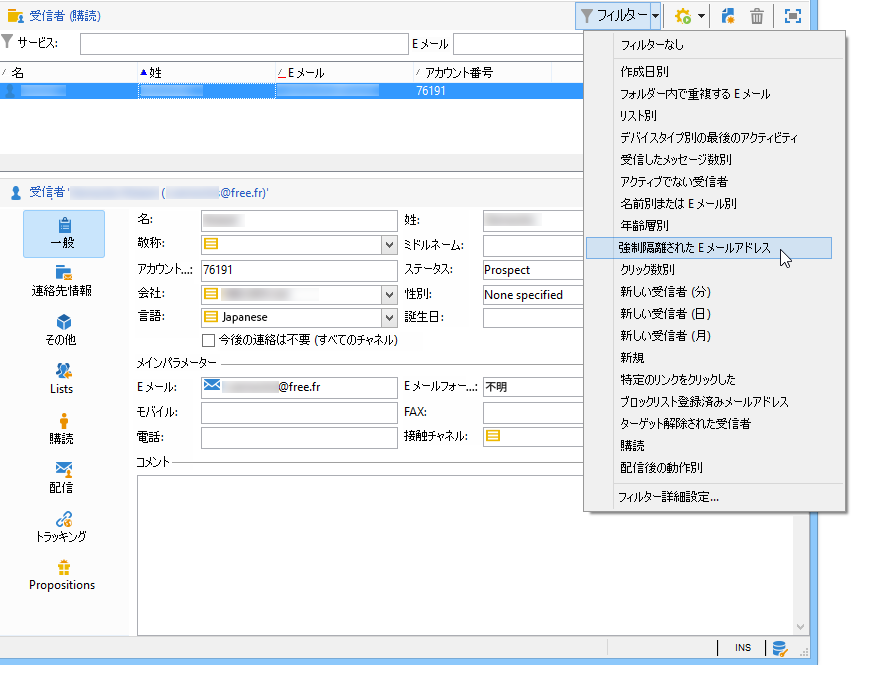 受信者 (購読)
フィルター
サービス:
Eメール
名
姓
Eメール
アカウント番号
76191
フィルターなし
作成日別
フォルダー内で重複する E メール
リスト別
デバイスタイプ別の最後のアクティビティ
受信したメッセージ数別
アクティブでない受信者
名前別または E メール別
年齢層別
強制隔離された E メールアドレス
クリック数別
新しい受信者 (分)
新しい受信者 (日)
新しい受信者 (月)
新規
特定のリンクをクリックした
ブロックリスト登録済みメールアドレス
ターゲット解除された受信者
購読
配信後の動作別
フィルター詳細設定...
受信者 '
(
@free.fr)'
一般
連絡先情報
その他
Lists
購読
配信
トラッキング
Propositions
名:
姓:
敬称:
ミドルネーム:
アカウント...:
76191
ステータス:
Prospect
会社:
性別:
None specified
言語:
Japanese
誕生日:
今後の連絡は不要 (すべてのチャネル)
メインパラメーター
Eメール:
@free.fr
Eメールフォー...:
不明
モバイル:
FAX:
電話:
接触チャネル:
コメント
INS